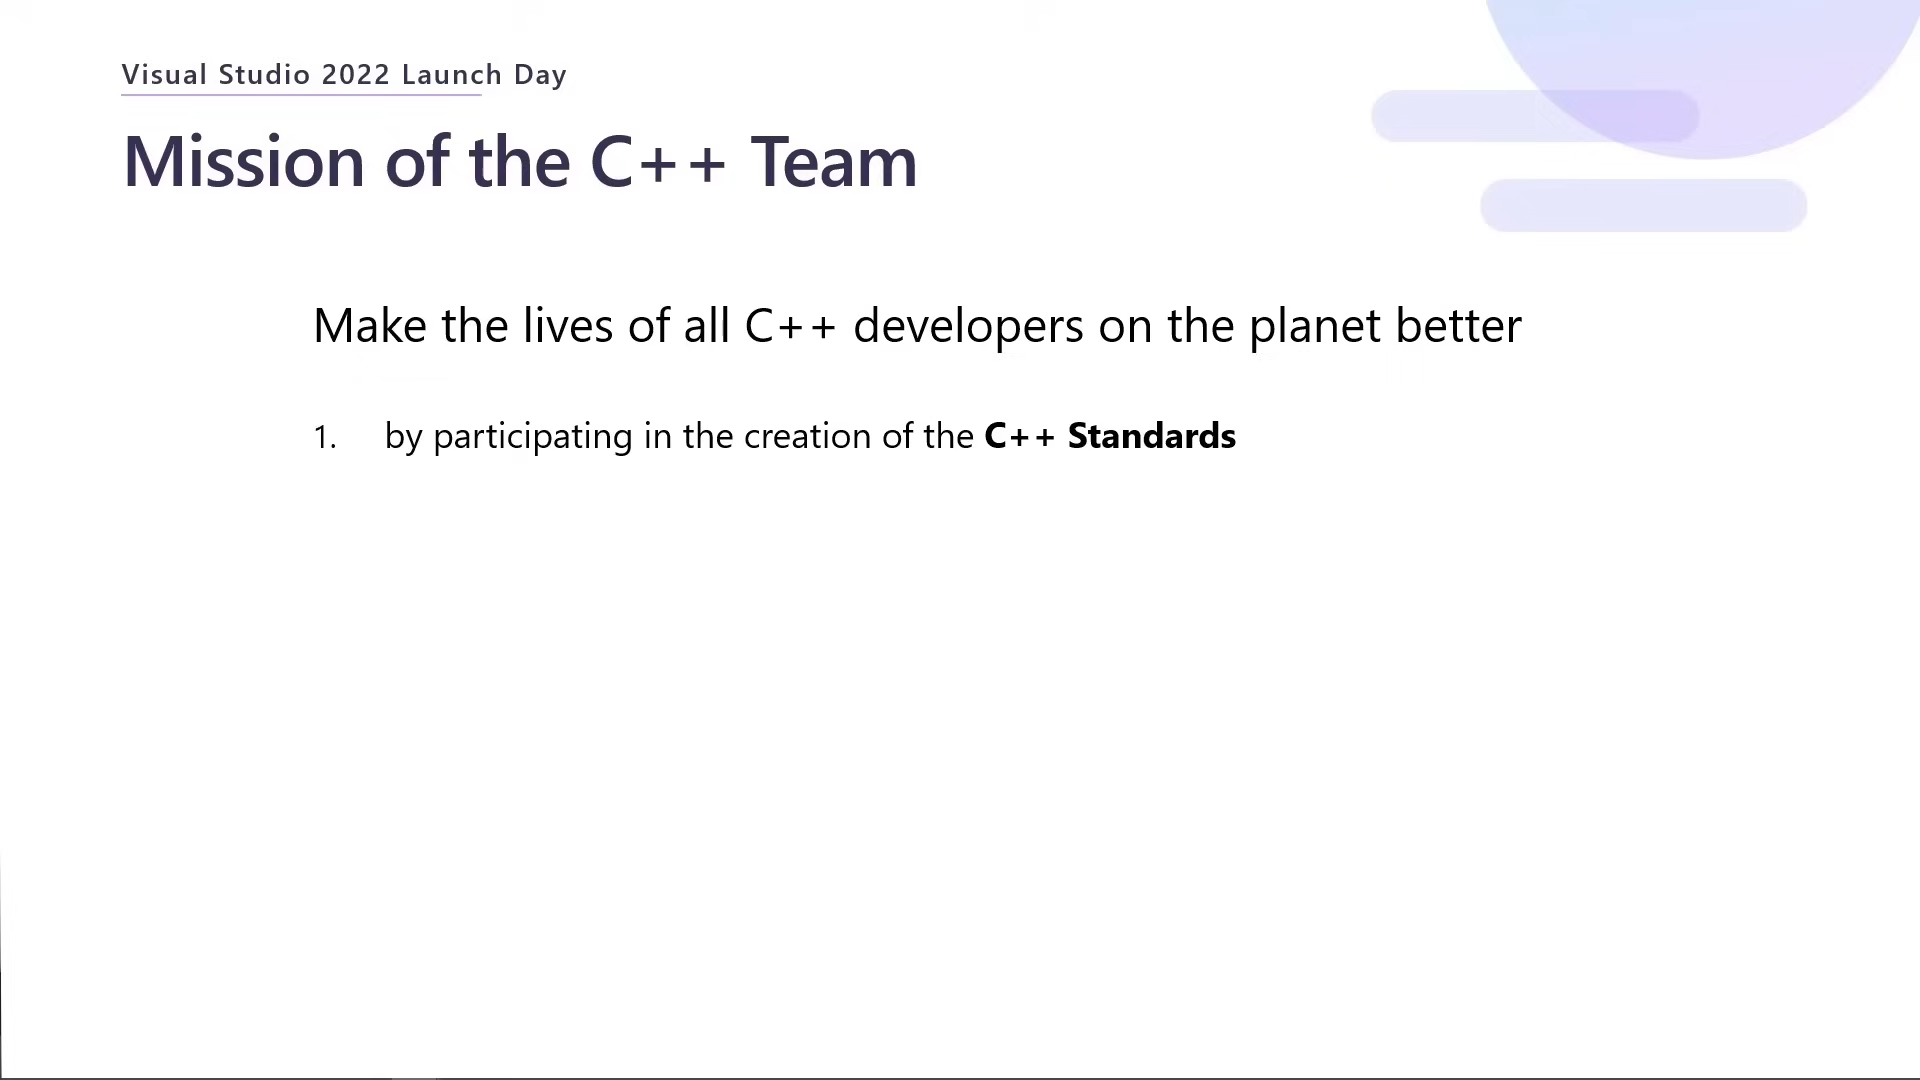 Visual Studio 2022 Launch Day
Mission of the C++ Team
Make the lives of all C++ developers on the planet better
1. by participating in the creation of the C++ Standards